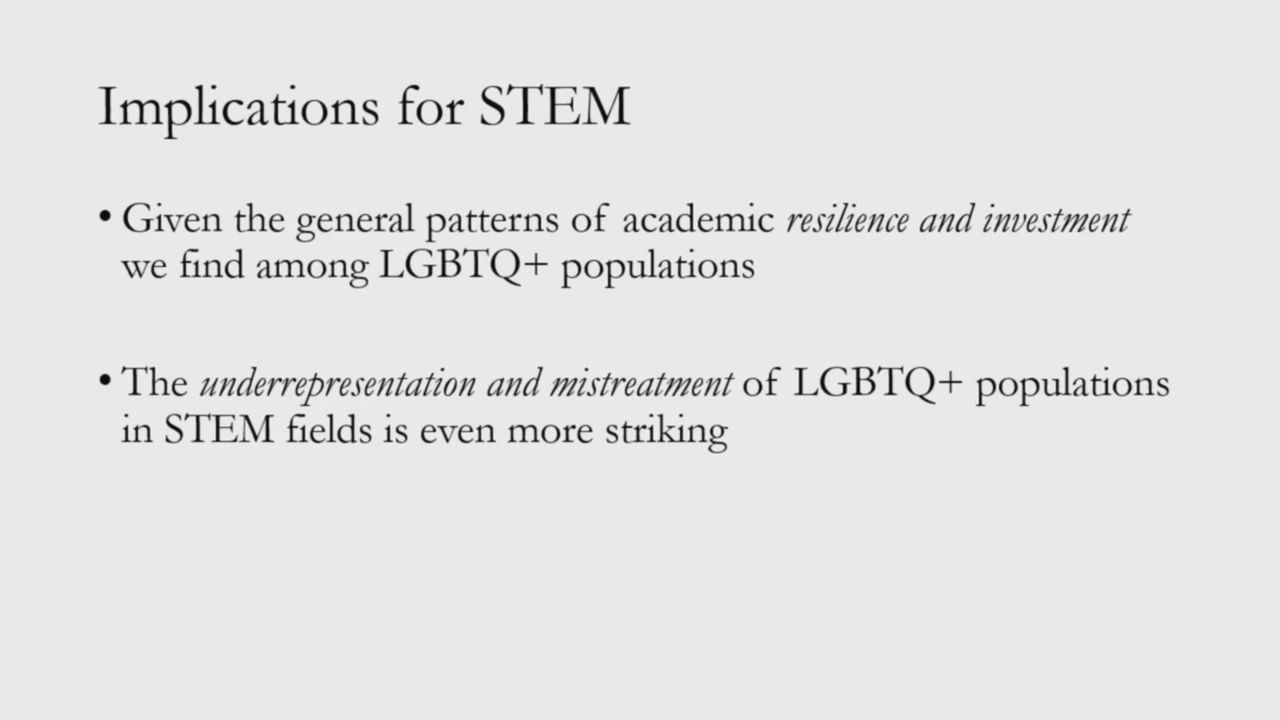 Implications for STEM
• Given the general patterns of academic resilience and investment
we find among LGBTQ+ populations
• The underrepresentation and mistreatment of LGBTQ+ populations
in STEM fields is even more striking